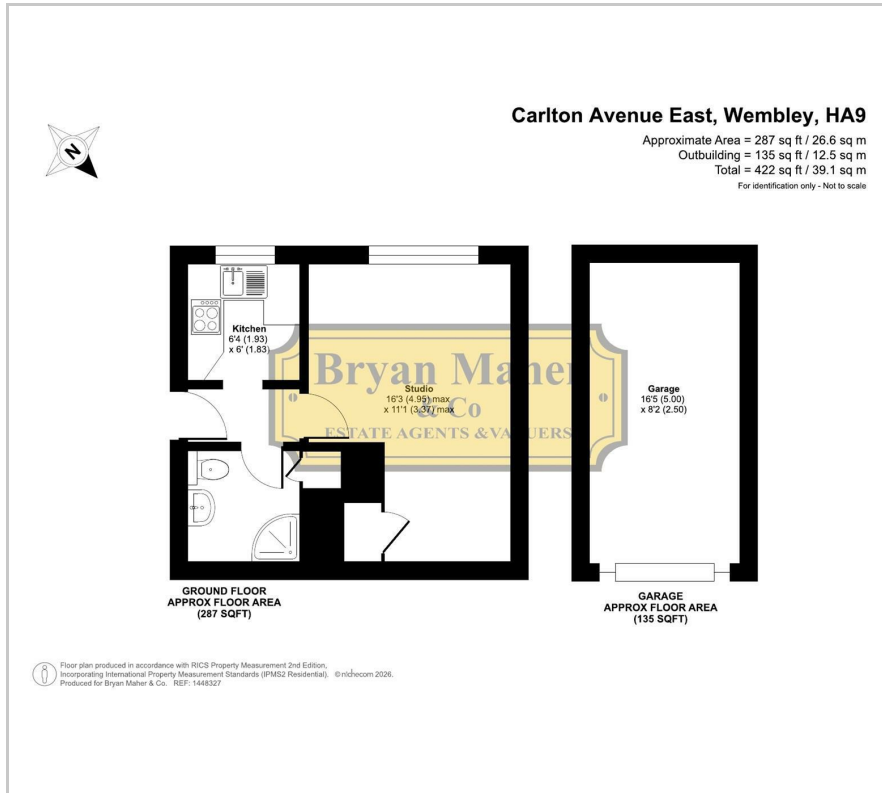 Carlton Avenue East, Wembley, HA9
Approximate Area = 287 sq ft / 26.6 sq m
Outbuilding = 135 sq ft / 12.5 sq m
Total = 422 sq ft / 39.1 sq m
For identification only - Not to scale
N
Kitchen
6'4 (1.93)
x 6' (1.83)
Bryan Maher
& Co
ESTATE AGENTS & VALUERS
Studio
16'3 (4.95) max
x 11'1 (3.37) max
Garage
16'5 (5.00)
x 8'2 (2.50)
GROUND FLOOR
APPROX FLOOR AREA
(287 SQFT)
GARAGE
APPROX FLOOR AREA
(135 SQFT)
Floor plan produced in accordance with RICS Property Measurement 2nd Edition,
Incorporating International Property Measurement Standards (IPMS2 Residential). © nichecom 2026.
Produced for Bryan Maher & Co. REF: 1448327